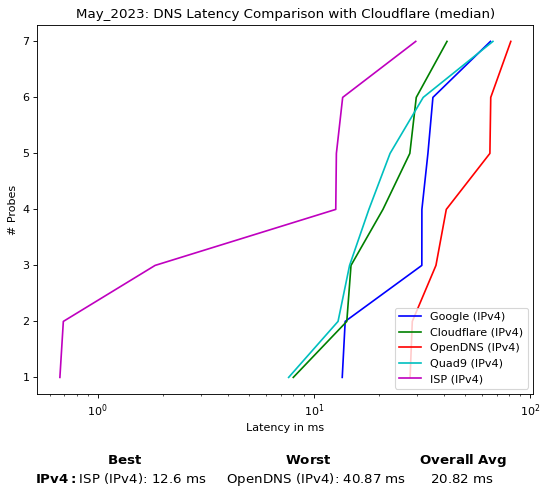 May_2023: DNS Latency Comparison with Cloudflare (median)
7
6
5
4
3
2
1
# Probes
Google (IPv4)
Cloudflare (IPv4)
OpenDNS (IPv4)
Quad9 (IPv4)
ISP (IPv4)
10⁰ 10¹ 10²
Latency in ms
Best Worst Overall Avg
IPv4: ISP (IPv4): 12.6 ms OpenDNS (IPv4): 40.87 ms 20.82 ms